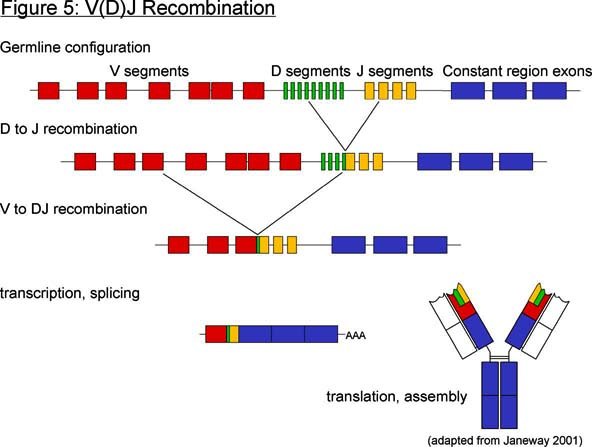 Figure 5: V(D)J Recombination
Germline configuration
V segments D segments J segments Constant region exons
D to J recombination
V to DJ recombination
transcription, splicing
AAA
translation, assembly
(adapted from Janeway 2001)